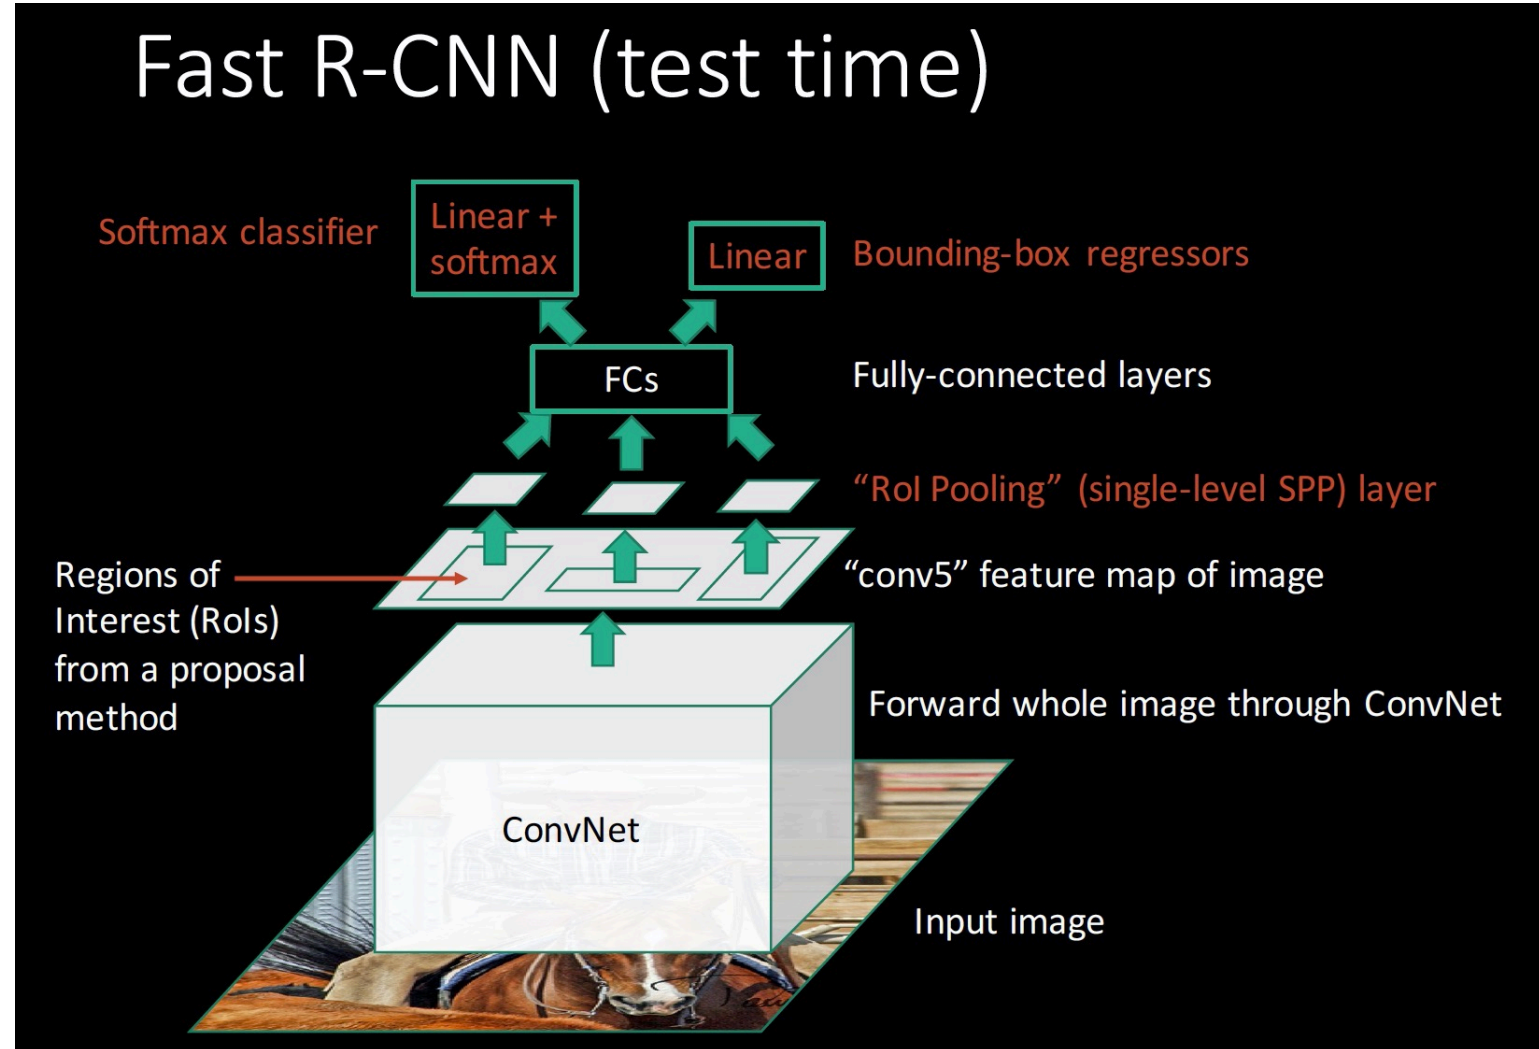 Fast R-CNN (test time)
Softmax classifier
Linear +
softmax
Linear
Bounding-box regressors
FCs
Fully-connected layers
“RoI Pooling” (single-level SPP) layer
Regions of
Interest (RoIs)
from a proposal
method
“conv5” feature map of image
Forward whole image through ConvNet
ConvNet
Input image